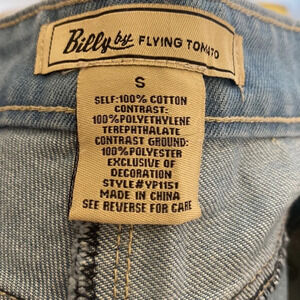 Billy by FLYING TOMATO
S
SELF:100% COTTON
CONTRAST:
100%POLYETHYLENE
TEREPHTHALATE
CONTRAST GROUND:
100%POLYESTER
EXCLUSIVE OF
DECORATION
STYLE#YP1151
MADE IN CHINA
SEE REVERSE FOR CARE